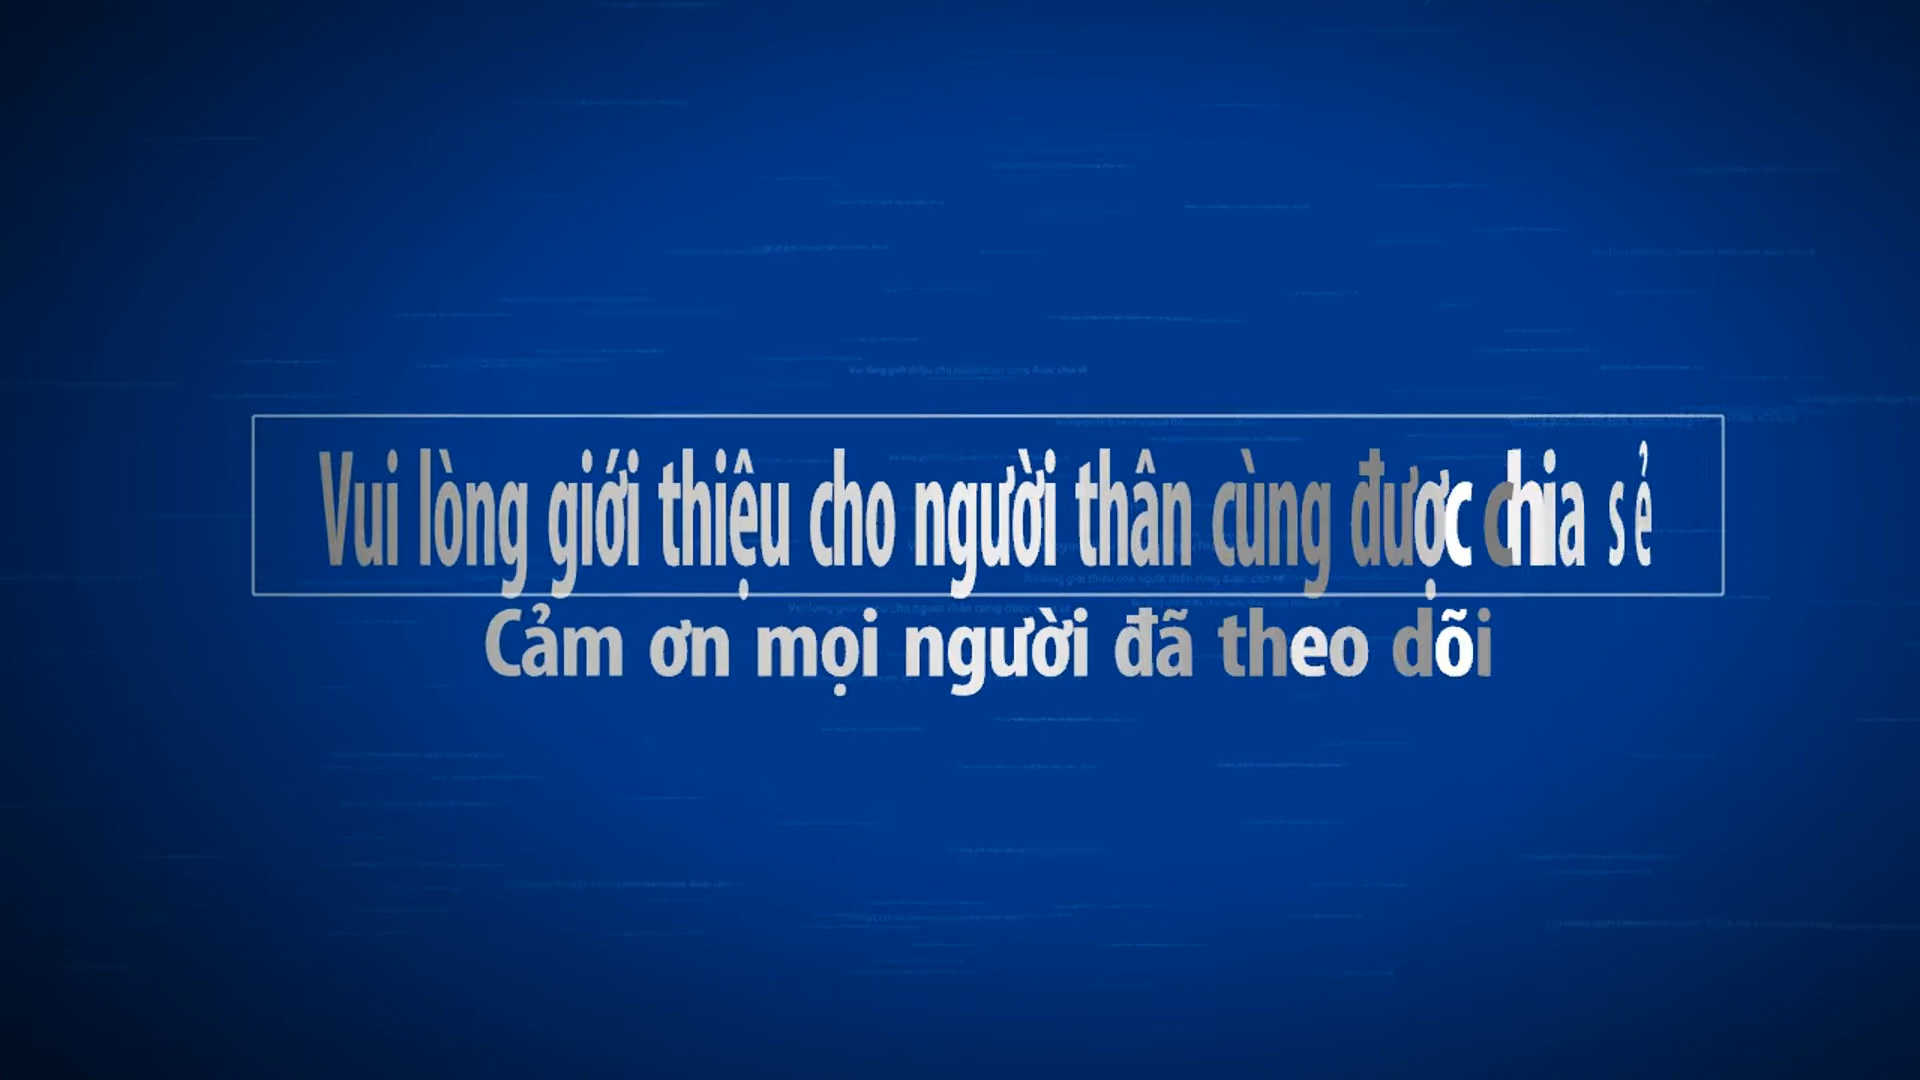 Vui lòng giới thiệu cho người thân cùng được chia sẻ
Cảm ơn mọi người đã theo dõi